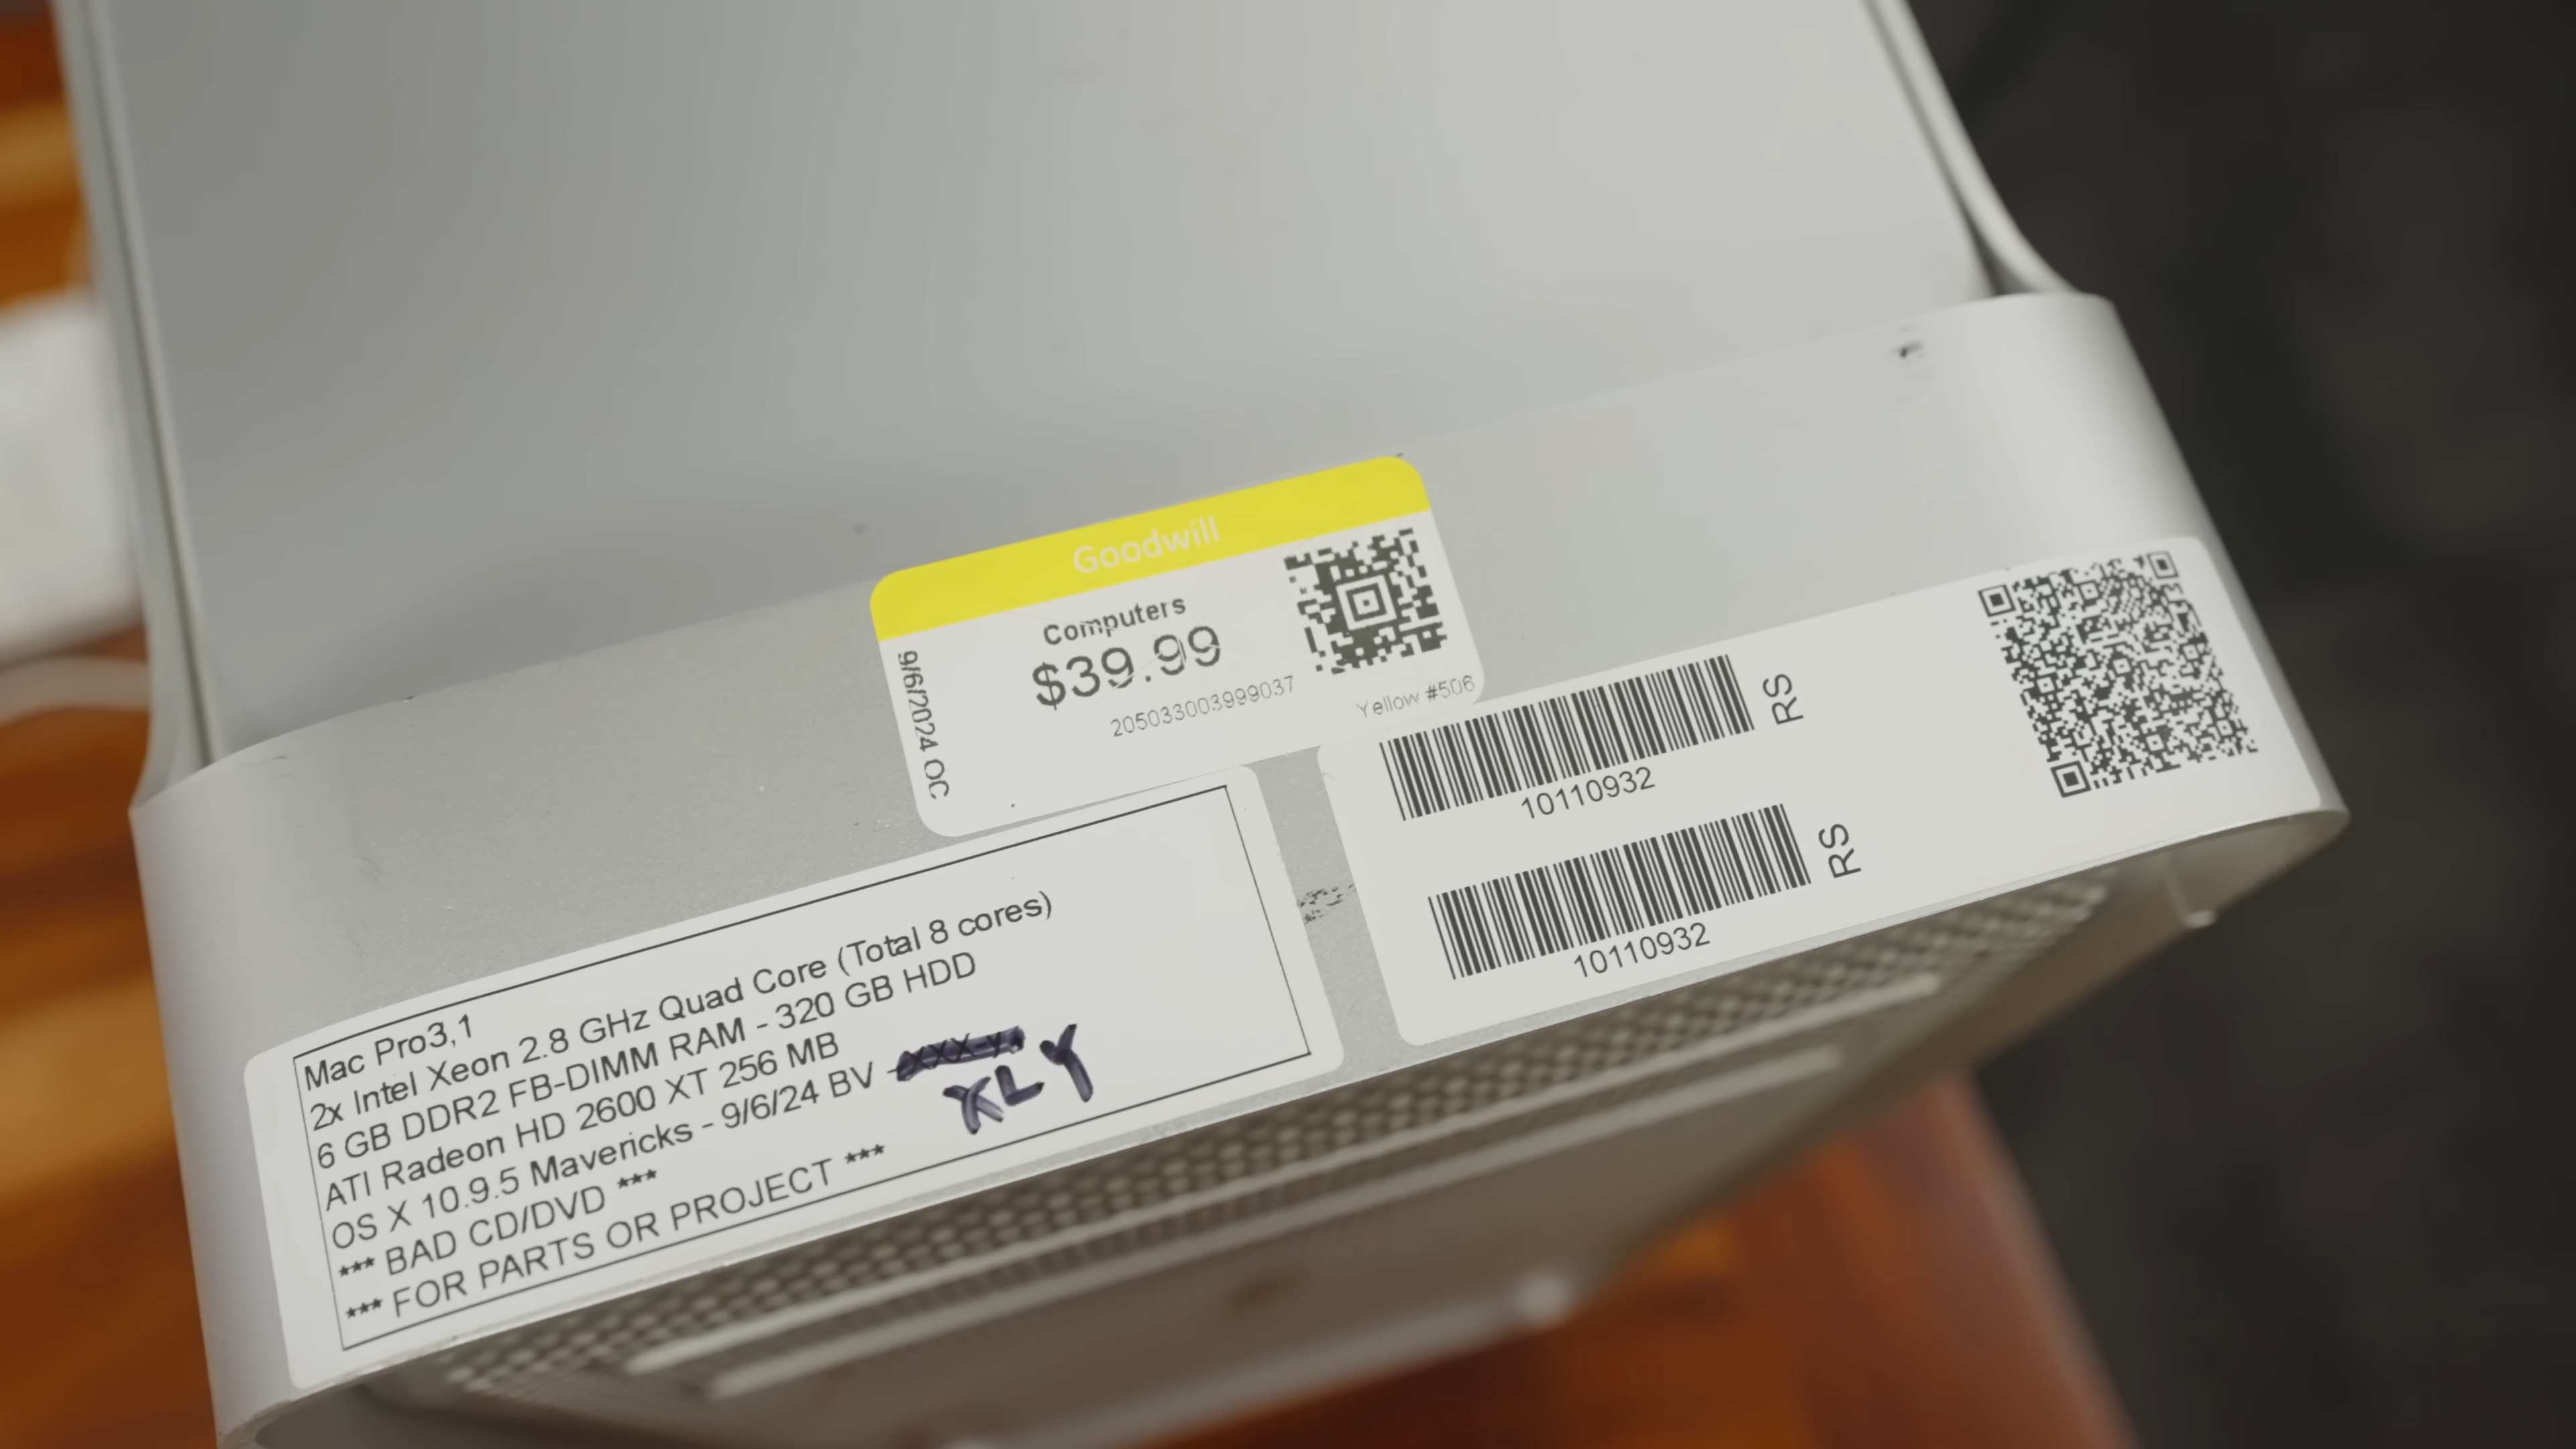 Goodwill
Computers
$39.99
205033003999037
Yellow #506
9/6/2024 OC
10110932
RS
10110932
RS
Mac Pro3,1
2x Intel Xeon 2.8 GHz Quad Core (Total 8 cores)
6 GB DDR2 FB-DIMM RAM - 320 GB HDD
ATI Radeon HD 2600 XT 256 MB
OS X 10.9.5 Mavericks - 9/6/24 BV -
XLY
*** BAD CD/DVD ***
*** FOR PARTS OR PROJECT ***